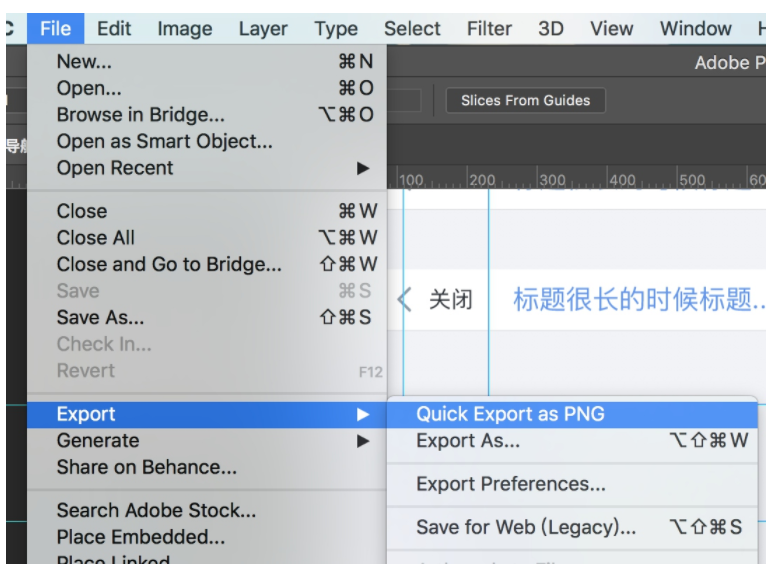 File Edit Image Layer Type Select Filter 3D View Window
New... ⌘N
Adobe P
Open... ⌘O
Slices From Guides
Browse in Bridge... ⌥⌘O
Open as Smart Object...
Open Recent ▶
100 200 300 400 500 60
Close ⌘W
Close All ⌥⌘W
Close and Go to Bridge... ⇧⌘W
Save ⌘S
关闭 标题很长的时候标题...
Save As... ⇧⌘S
Check In...
Revert F12
Export ▶ Quick Export as PNG
Generate ▶ Export As... ⌥⇧⌘W
Share on Behance...
Export Preferences...
Search Adobe Stock...
Save for Web (Legacy)... ⌥⇧⌘S
Place Embedded...
Place Linked